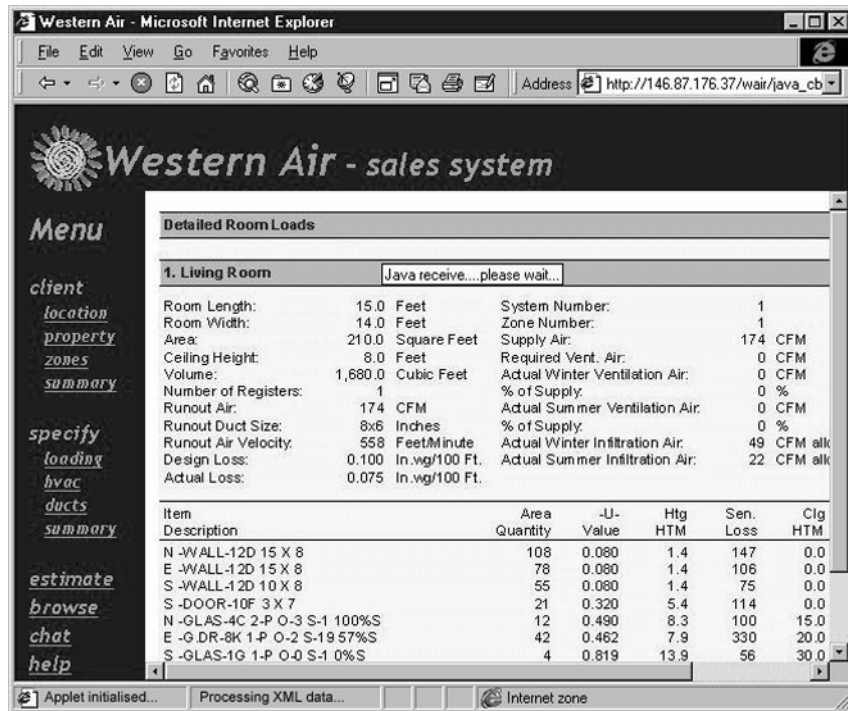 Western Air - Microsoft Internet Explorer
File Edit View Go Favorites Help
Address http://146.87.176.37/wair/java_cb
Western Air - sales system
Menu
client
location
property
zones
summary
specify
loading
hvac
ducts
summary
estimate
browse
chat
help
Detailed Room Loads
1. Living Room
Java receive....please wait...
Room Length: 15.0 Feet System Number: 1
Room Width: 14.0 Feet Zone Number: 1
Area: 210.0 Square Feet Supply Air: 174 CFM
Ceiling Height: 8.0 Feet Required Vent. Air: 0 CFM
Volume: 1,680.0 Cubic Feet Actual Winter Ventilation Air: 0 CFM
Number of Registers: 1 % of Supply: 0 %
Runout Air: 174 CFM Actual Summer Ventilation Air: 0 CFM
Runout Duct Size: 8x6 Inches % of Supply: 0 %
Runout Air Velocity: 558 Feet/Minute Actual Winter Infiltration Air: 49 CFM allo
Design Loss: 0.100 In.wg/100 Ft. Actual Summer Infiltration Air: 22 CFM allo
Actual Loss: 0.075 In.wg/100 Ft.
Item Area -U- Htg Sen. Clg
Description Quantity Value HTM Loss HTM
N -WALL-12D 15 X 8 108 0.080 1.4 147 0.0
E -WALL-12D 15 X 8 78 0.080 1.4 106 0.0
S -WALL-12D 10 X 8 55 0.080 1.4 75 0.0
S -DOOR-10F 3 X 7 21 0.320 5.4 114 0.0
N -GLAS-4C 2-P O-3 S-1 100%S 12 0.490 8.3 100 15.0
E -G.DR-8K 1-P O-2 S-19 57%S 42 0.462 7.9 330 20.0
S -GLAS-1G 1-P O-0 S-1 0%S 4 0.819 13.9 56 30.0
Applet initialised... Processing XML data... Internet zone